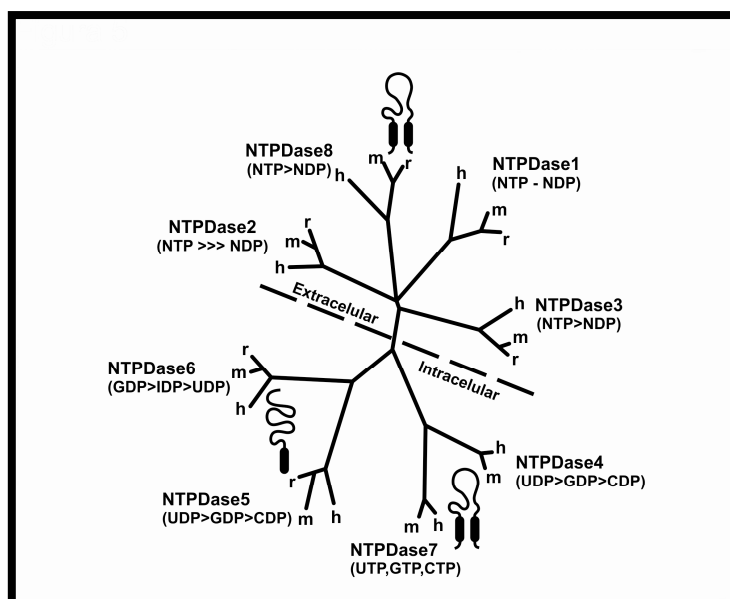 m r
NTPDase8
(NTP>NDP) h
h
NTPDase1
(NTP - NDP)
m
r
NTPDase2
(NTP >>> NDP)
r
m
h
Extracelular
h
NTPDase3
(NTP>NDP)
m
r
Intracelular
NTPDase6
(GDP>IDP>UDP)
r
m
h
h
m
NTPDase4
(UDP>GDP>CDP)
NTPDase5
(UDP>GDP>CDP)
r
m
h
m h
NTPDase7
(UTP,GTP,CTP)